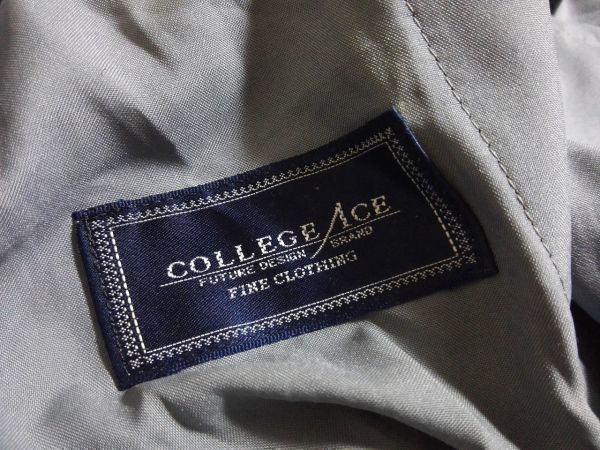 COLLEGE ACE
FUTURE DESIGN BRAND
FINE CLOTHING